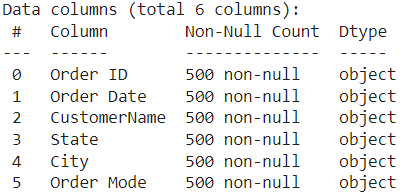 Data columns (total 6 columns):
 #   Column        Non-Null Count  Dtype
---  ------        --------------  -----
 0   Order ID      500 non-null    object
 1   Order Date    500 non-null    object
 2   CustomerName  500 non-null    object
 3   State         500 non-null    object
 4   City          500 non-null    object
 5   Order Mode    500 non-null    object